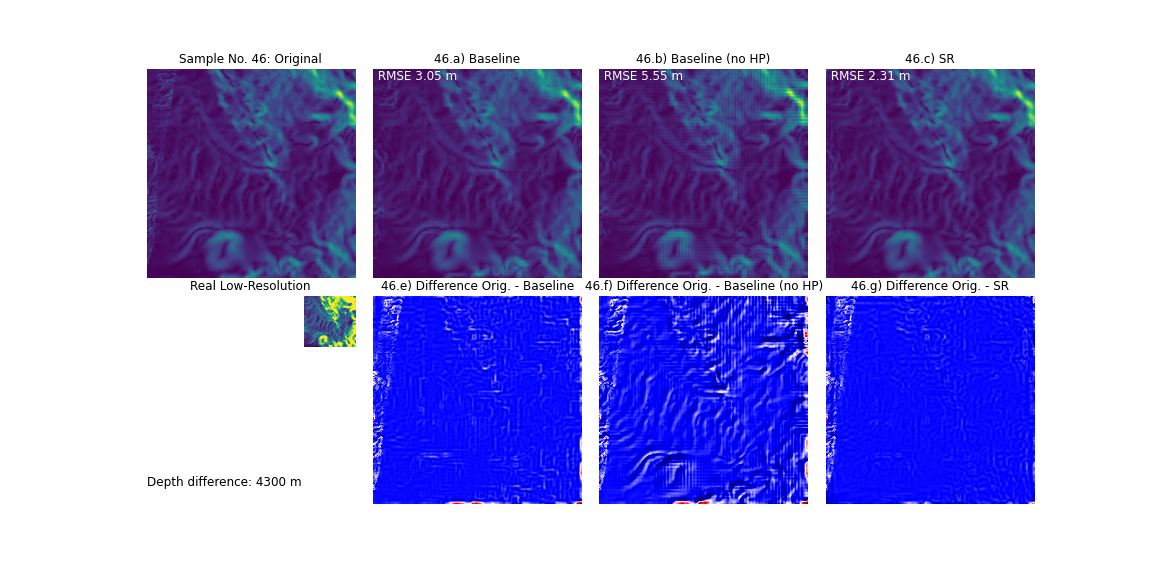 Sample No. 46: Original
46.a) Baseline
46.b) Baseline (no HP)
46.c) SR
RMSE 3.05 m
RMSE 5.55 m
RMSE 2.31 m
Real Low-Resolution
46.e) Difference Orig. - Baseline
46.f) Difference Orig. - Baseline (no HP)
46.g) Difference Orig. - SR
Depth difference: 4300 m